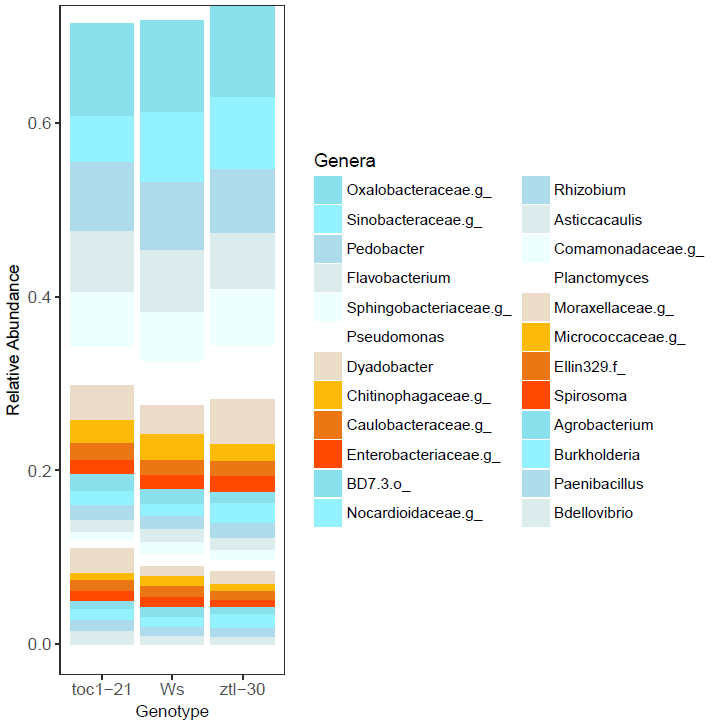 Relative Abundance
0.6
0.4
0.2
0.0
toc1−21 Ws ztl−30
Genotype
Genera
Oxalobacteraceae.g_ Rhizobium
Sinobacteraceae.g_ Asticcacaulis
Pedobacter Comamonadaceae.g_
Flavobacterium Planctomyces
Sphingobacteriaceae.g_ Moraxellaceae.g_
Pseudomonas Micrococcaceae.g_
Dyadobacter Ellin329.f_
Chitinophagaceae.g_ Spirosoma
Caulobacteraceae.g_ Agrobacterium
Enterobacteriaceae.g_ Burkholderia
BD7.3.o_ Paenibacillus
Nocardioidaceae.g_ Bdellovibrio